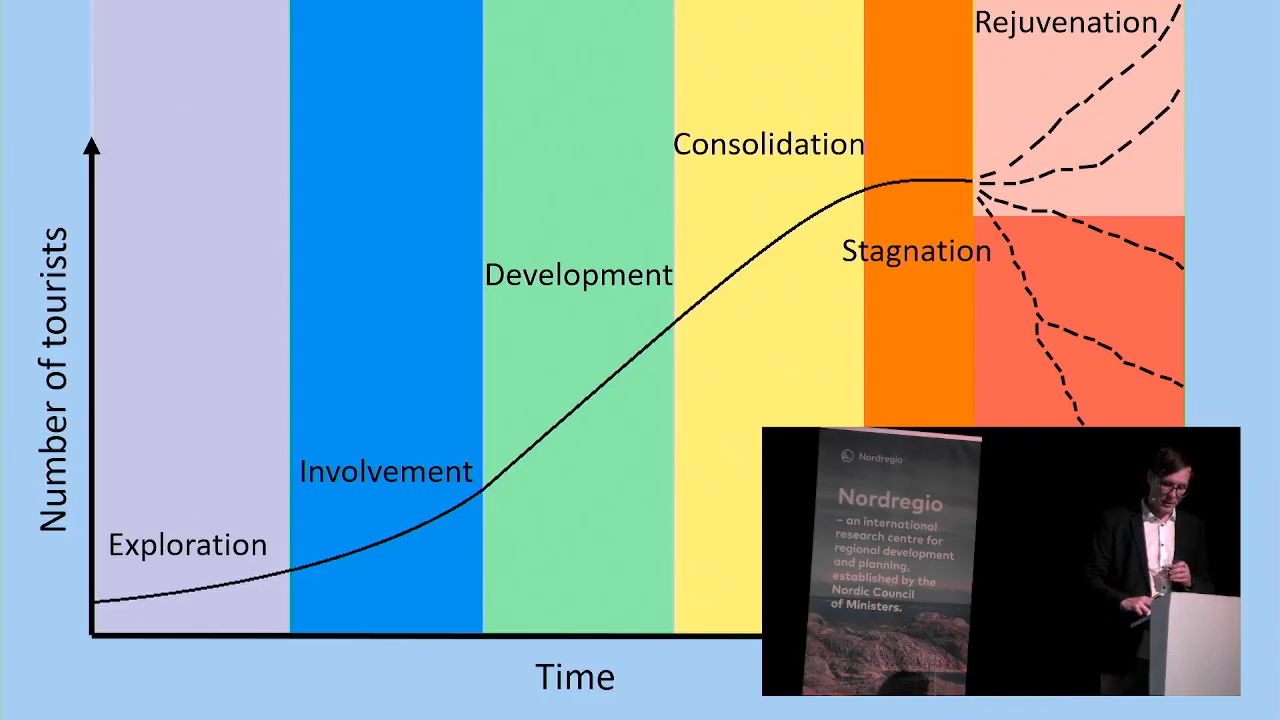 Rejuvenation
Consolidation
Stagnation
Development
Involvement
Exploration
Number of tourists
Time
Nordregio
Nordregio
– an international
research centre for
regional development
and planning,
established by the
Nordic Council
of Ministers.